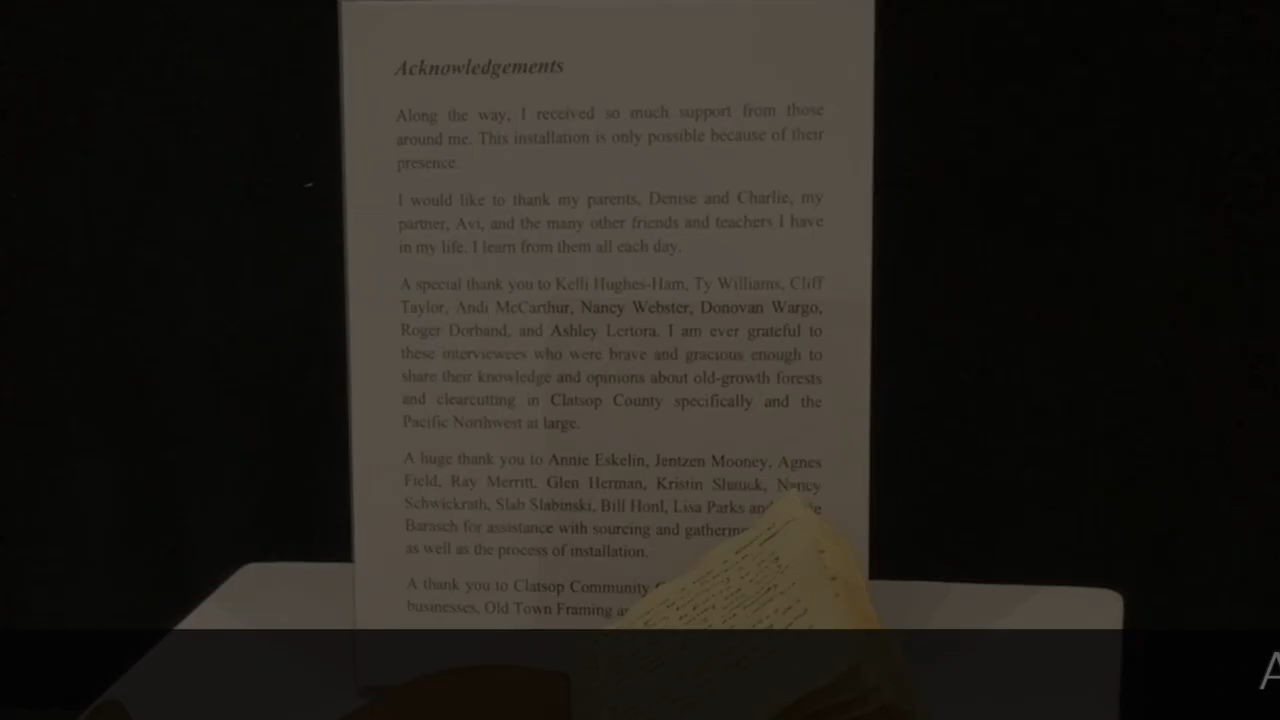 Acknowledgements
Along the way, I received so much support from those
around me. This installation is only possible because of their
presence.
I would like to thank my parents, Denise and Charlie, my
partner, Avi, and the many other friends and teachers I have
in my life. I learn from them all each day.
A special thank you to Kelli Hughes-Ham, Ty Williams, Cliff
Taylor, Andi McCarthur, Nancy Webster, Donovan Wargo,
Roger Dorband, and Ashley Lertora. I am ever grateful to
these interviewees who were brave and gracious enough to
share their knowledge and opinions about old-growth forests
and clearcutting in Clatsop County specifically and the
Pacific Northwest at large.
A huge thank you to Annie Eskelin, Jentzen Mooney, Agnes
Field, Ray Merritt, Glen Herman, Kristin Shauck, Nancy
Schwickrath, Slab Slabinski, Bill Honl, Lisa Parks and
Barasch for assistance with sourcing and gathering
as well as the process of installation.
A thank you to Clatsop Community
businesses, Old Town Framing
A